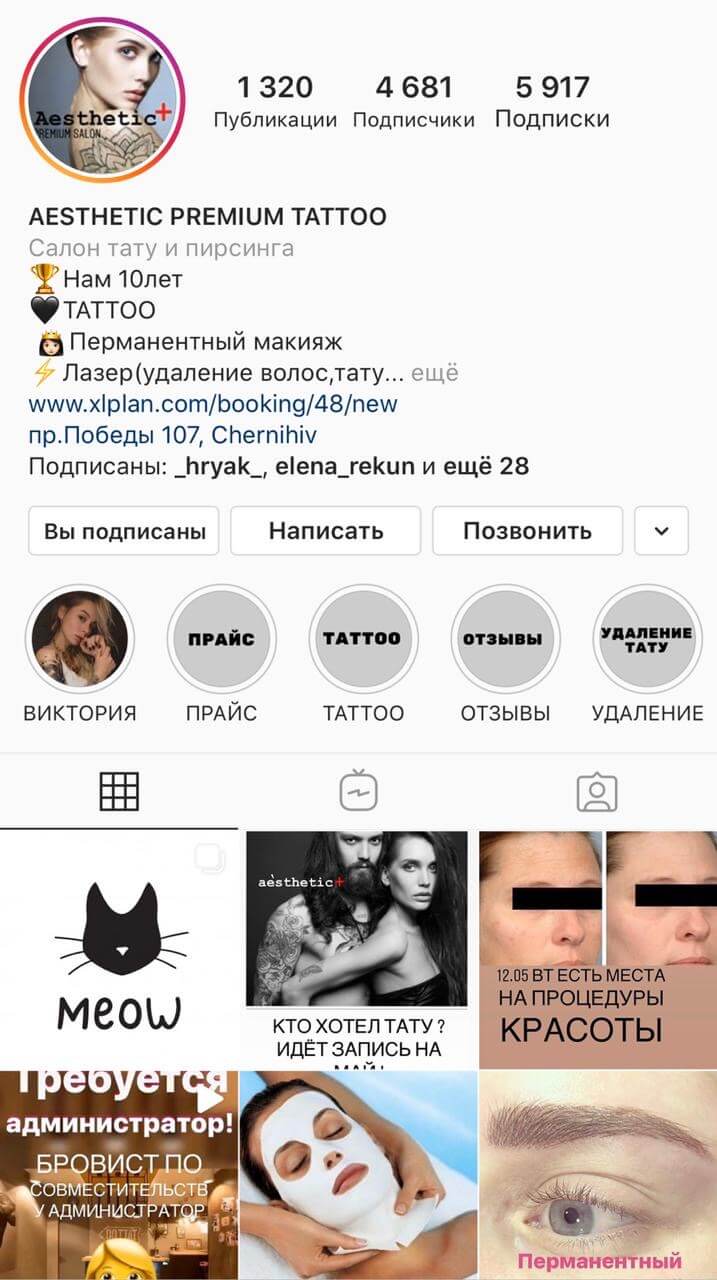 Aesthetic+
PREMIUM SALON
1 320 4 681 5 917
Публикации Подписчики Подписки
AESTHETIC PREMIUM TATTOO
Салон тату и пирсинга
🏆Нам 10лет
🖤TATTOO
👸🏻Перманентный макияж
⚡Лазер(удаление волос,тату... ещё
www.xlplan.com/booking/48/new
пр.Победы 107, Chernihiv
Подписаны: _hryak_, elena_rekun и ещё 28
Вы подписаны Написать Позвонить
ПРАЙС TATTOO ОТЗЫВЫ УДАЛЕНИЕ
ТАТУ
ВИКТОРИЯ ПРАЙС TATTOO ОТЗЫВЫ УДАЛЕНИЕ
meow
aèsthetic+
КТО ХОТЕЛ ТАТУ ?
ИДЁТ ЗАПИСЬ НА
МАЙ!
12.05 ВТ ЕСТЬ МЕСТА
НА ПРОЦЕДУРЫ
КРАСОТЫ
Требуется
администратор!
БРОВИСТ ПО
СОВМЕСТИТЕЛЬСТВ
У АДМИНИСТРАТОР
Перманентный